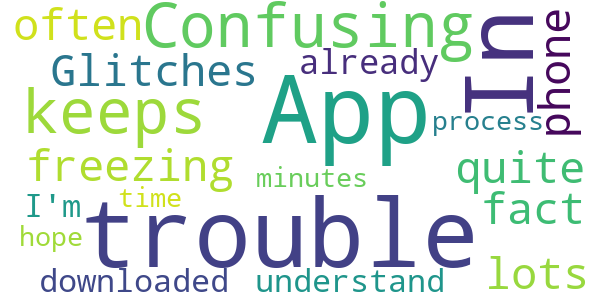 often Confusing In phone
Glitches already
keeps App process
freezing minutes quite
I'm time trouble fact
hope
downloaded understand lots